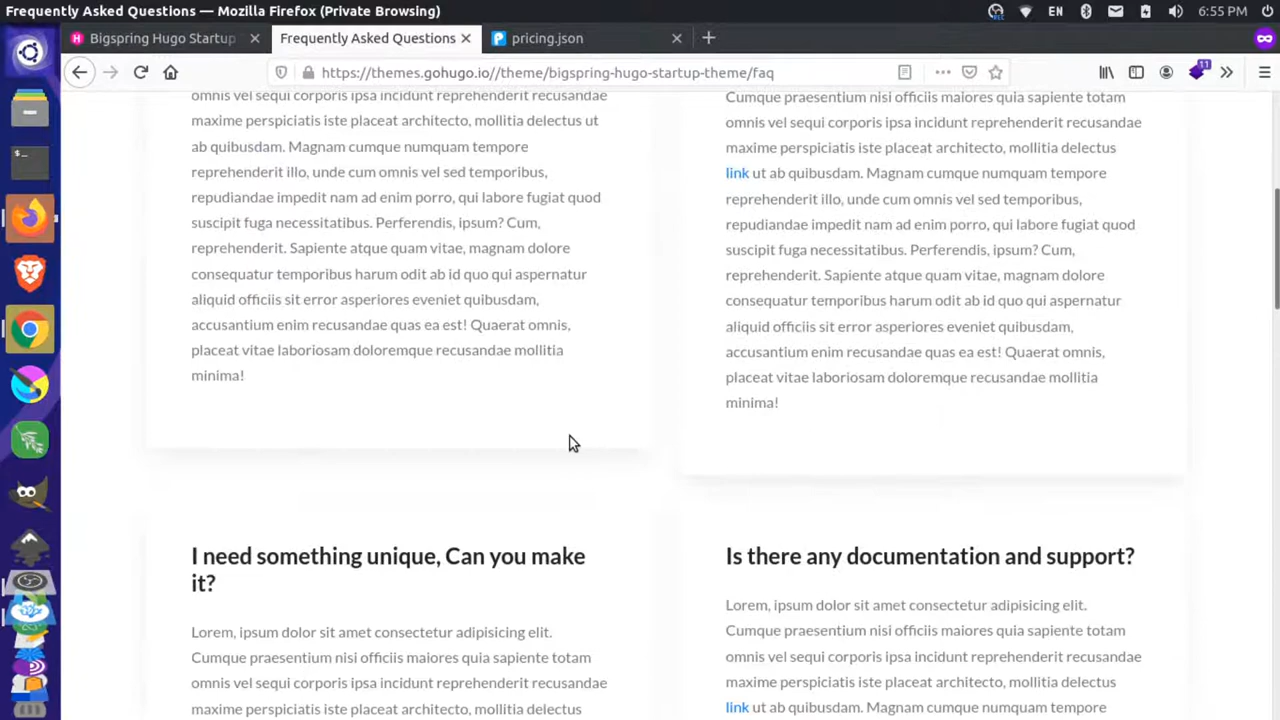 Frequently Asked Questions — Mozilla Firefox (Private Browsing)
EN
6:55 PM
Bigspring Hugo Startup
Frequently Asked Questions
pricing.json
https://themes.gohugo.io//theme/bigspring-hugo-startup-theme/faq
11
omnis vel sequi corporis ipsa incidunt reprehenderit recusandae
maxime perspiciatis iste placeat architecto, mollitia delectus ut
ab quibusdam. Magnam cumque numquam tempore
reprehenderit illo, unde cum omnis vel sed temporibus,
repudiandae impedit nam ad enim porro, qui labore fugiat quod
suscipit fuga necessitatibus. Perferendis, ipsum? Cum,
reprehenderit. Sapiente atque quam vitae, magnam dolore
consequatur temporibus harum odit ab id quo qui aspernatur
aliquid officiis sit error asperiores eveniet quibusdam,
accusantium enim recusandae quas ea est! Quaerat omnis,
placeat vitae laboriosam doloremque recusandae mollitia
minima!
Cumque praesentium nisi officiis maiores quia sapiente totam
omnis vel sequi corporis ipsa incidunt reprehenderit recusandae
maxime perspiciatis iste placeat architecto, mollitia delectus
link ut ab quibusdam. Magnam cumque numquam tempore
reprehenderit illo, unde cum omnis vel sed temporibus,
repudiandae impedit nam ad enim porro, qui labore fugiat quod
suscipit fuga necessitatibus. Perferendis, ipsum? Cum,
reprehenderit. Sapiente atque quam vitae, magnam dolore
consequatur temporibus harum odit ab id quo qui aspernatur
aliquid officiis sit error asperiores eveniet quibusdam,
accusantium enim recusandae quas ea est! Quaerat omnis,
placeat vitae laboriosam doloremque recusandae mollitia
minima!
I need something unique, Can you make
it?
Lorem, ipsum dolor sit amet consectetur adipisicing elit.
Cumque praesentium nisi officiis maiores quia sapiente totam
omnis vel sequi corporis ipsa incidunt reprehenderit recusandae
maxime perspiciatis iste placeat architecto, mollitia delectus
Is there any documentation and support?
Lorem, ipsum dolor sit amet consectetur adipisicing elit.
Cumque praesentium nisi officiis maiores quia sapiente totam
omnis vel sequi corporis ipsa incidunt reprehenderit recusandae
maxime perspiciatis iste placeat architecto, mollitia delectus
link ut ab quibusdam. Magnam cumque numquam tempore